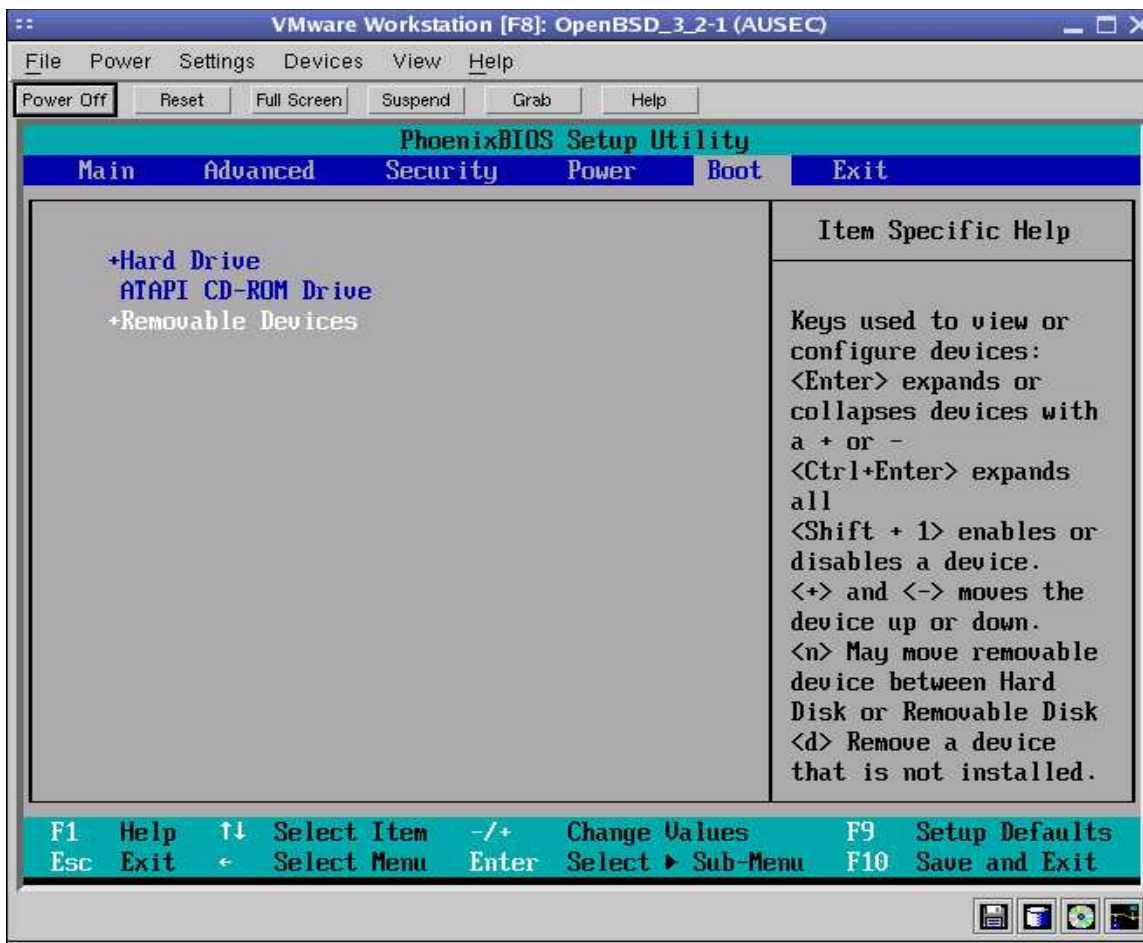 VMware Workstation [F8]: OpenBSD_3_2-1 (AUSEC)
File Power Settings Devices View Help
Power Off Reset Full Screen Suspend Grab Help
PhoenixBIOS Setup Utility
Main Advanced Security Power Boot Exit
+Hard Drive
ATAPI CD-ROM Drive
+Removable Devices
Item Specific Help
Keys used to view or
configure devices:
<Enter> expands or
collapses devices with
a + or -
<Ctrl+Enter> expands
all
<Shift + 1> enables or
disables a device.
<+> and <-> moves the
device up or down.
<n> May move removable
device between Hard
Disk or Removable Disk
<d> Remove a device
that is not installed.
F1 Help ↑↓ Select Item -/+ Change Values F9 Setup Defaults
Esc Exit ← Select Menu Enter Select ▶ Sub-Menu F10 Save and Exit